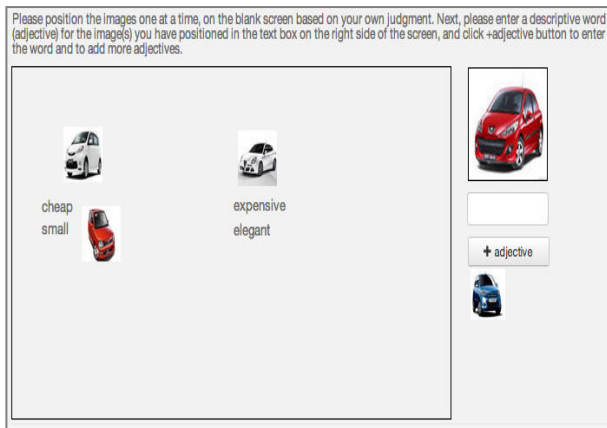 Please position the images one at a time, on the blank screen based on your own judgment. Next, please enter a descriptive word
(adjective) for the image(s) you have positioned in the text box on the right side of the screen, and click +adjective button to enter
the word and to add more adjectives.
cheap
small
expensive
elegant
+ adjective